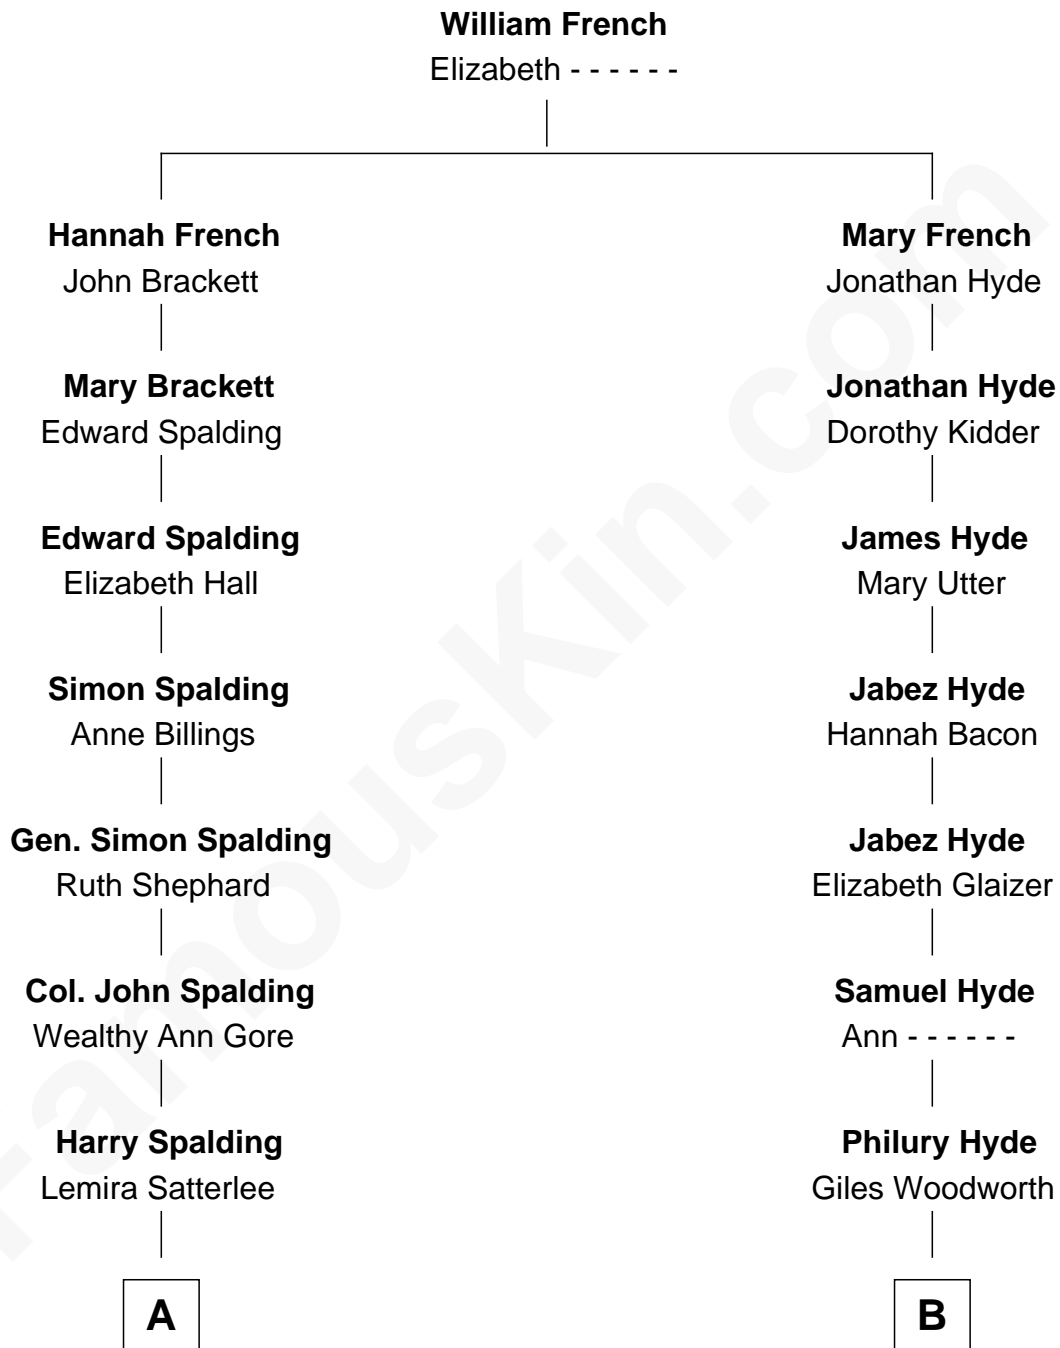 William French
Elizabeth - - - - - -
Hannah French
John Brackett
Mary French
Jonathan Hyde
Mary Brackett
Edward Spalding
Jonathan Hyde
Dorothy Kidder
Edward Spalding
Elizabeth Hall
James Hyde
Mary Utter
Simon Spalding
Anne Billings
Jabez Hyde
Hannah Bacon
Gen. Simon Spalding
Ruth Shephard
Jabez Hyde
Elizabeth Glaizer
Col. John Spalding
Wealthy Ann Gore
Samuel Hyde
Ann - - - - - -
Harry Spalding
Lemira Satterlee
Philury Hyde
Giles Woodworth
A
B
FamousKin.com